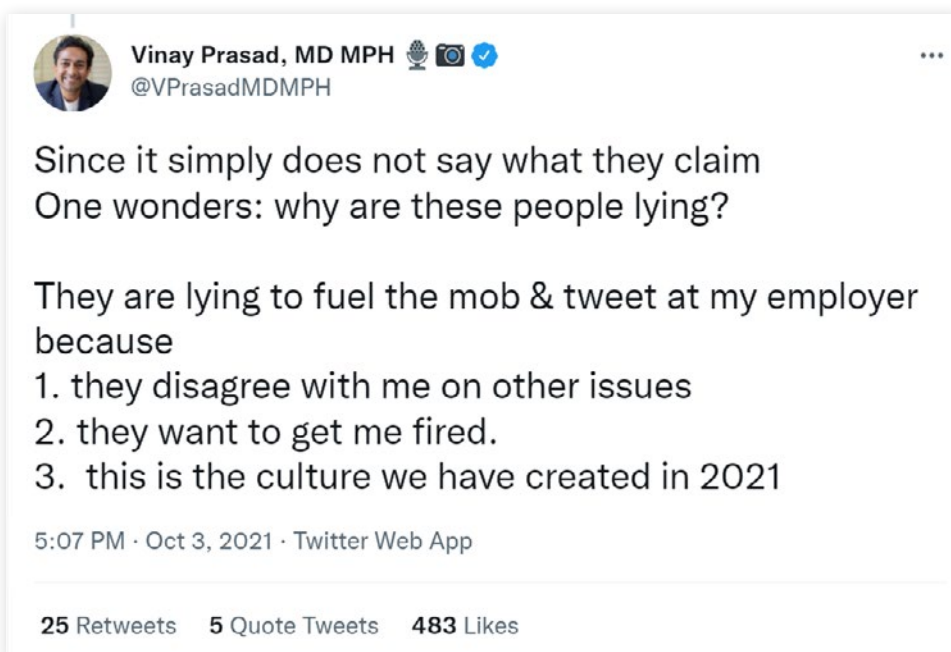 Vinay Prasad, MD MPH
@VPrasadMDMPH
Since it simply does not say what they claim
One wonders: why are these people lying?
They are lying to fuel the mob & tweet at my employer
because
1. they disagree with me on other issues
2. they want to get me fired.
3. this is the culture we have created in 2021
5:07 PM · Oct 3, 2021 · Twitter Web App
25 Retweets 5 Quote Tweets 483 Likes